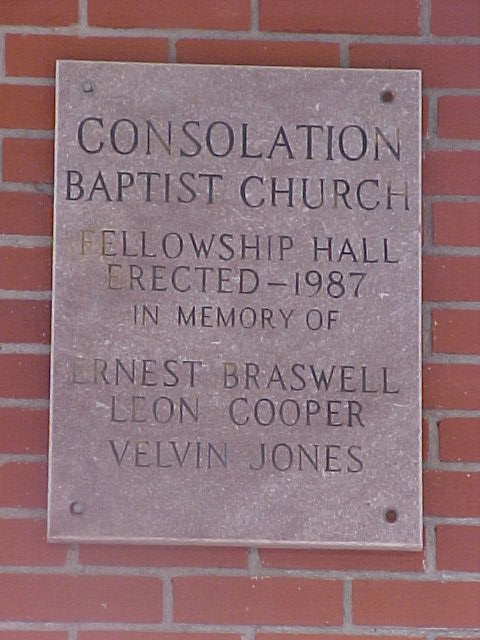 CONSOLATION
BAPTIST CHURCH
FELLOWSHIP HALL
ERECTED - 1987
IN MEMORY OF
ERNEST BRASWELL
LEON COOPER
VELVIN JONES